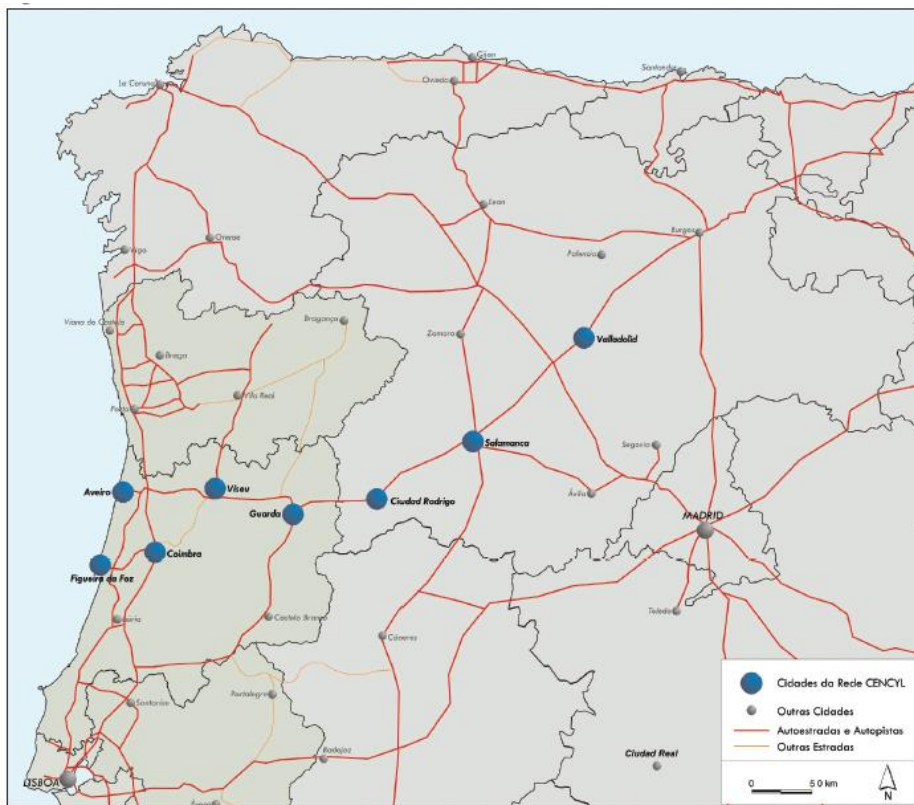 Gijon
Santander
La Coruna
Oviedo
Leon
Burgos
Orense
Vigo
Palencia
Bragança
Viana do Castelo
Zamora
Valladolid
Braga
Vila Real
Porto
Salamanca
Segovia
Aveiro
Viseu
Ávila
Ciudad Rodrigo
Guarda
MADRID
Coimbra
Figueira da Foz
Toledo
Leiria
Castelo Branco
Cáceres
Santarém
Portalegre
Badajoz
Ciudad Real
LISBOA
Évora
Cidades da Rede CENCYL
Outras Cidades
Autoestradas e Autopistas
Outras Estradas
0 50 km
N